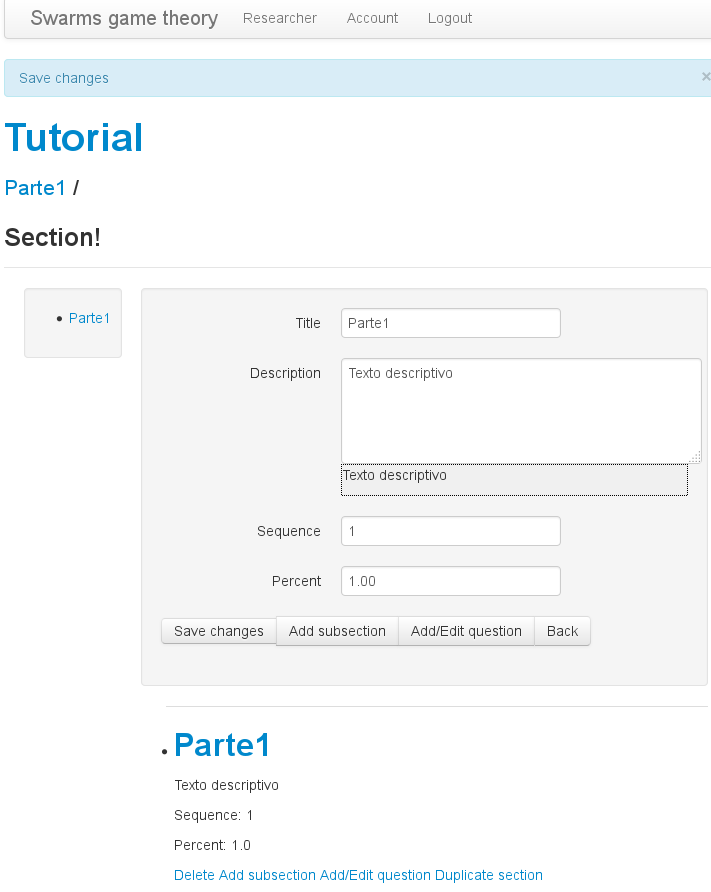 Swarms game theory Researcher Account Logout
Save changes ×
Tutorial
Parte1 /
Section!
• Parte1
Title Parte1
Description Texto descriptivo
Texto descriptivo
Sequence 1
Percent 1.00
Save changes Add subsection Add/Edit question Back
• Parte1
Texto descriptivo
Sequence: 1
Percent: 1.0
Delete Add subsection Add/Edit question Duplicate section